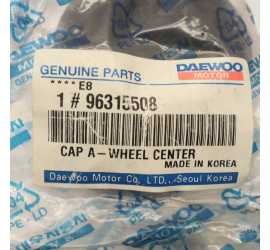 DAEWOO
MOTOR
GENUINE PARTS
****E8
1 # 96315508
CAP A-WHEEL CENTER
MADE IN KOREA
Daewoo Motor Co, LTD., -Seoul Korea